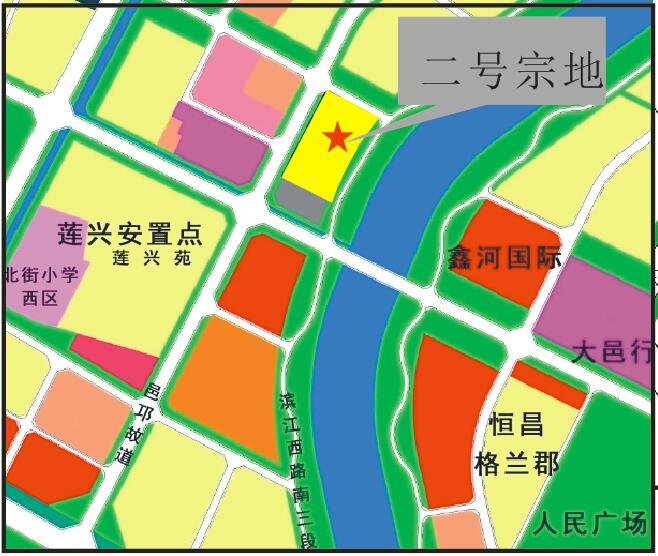 二号宗地
莲兴安置点
莲兴苑
北街小学
西区
鑫河国际
大邑行
邑邛故道
滨江西路南三段
恒昌
格兰郡
人民广场